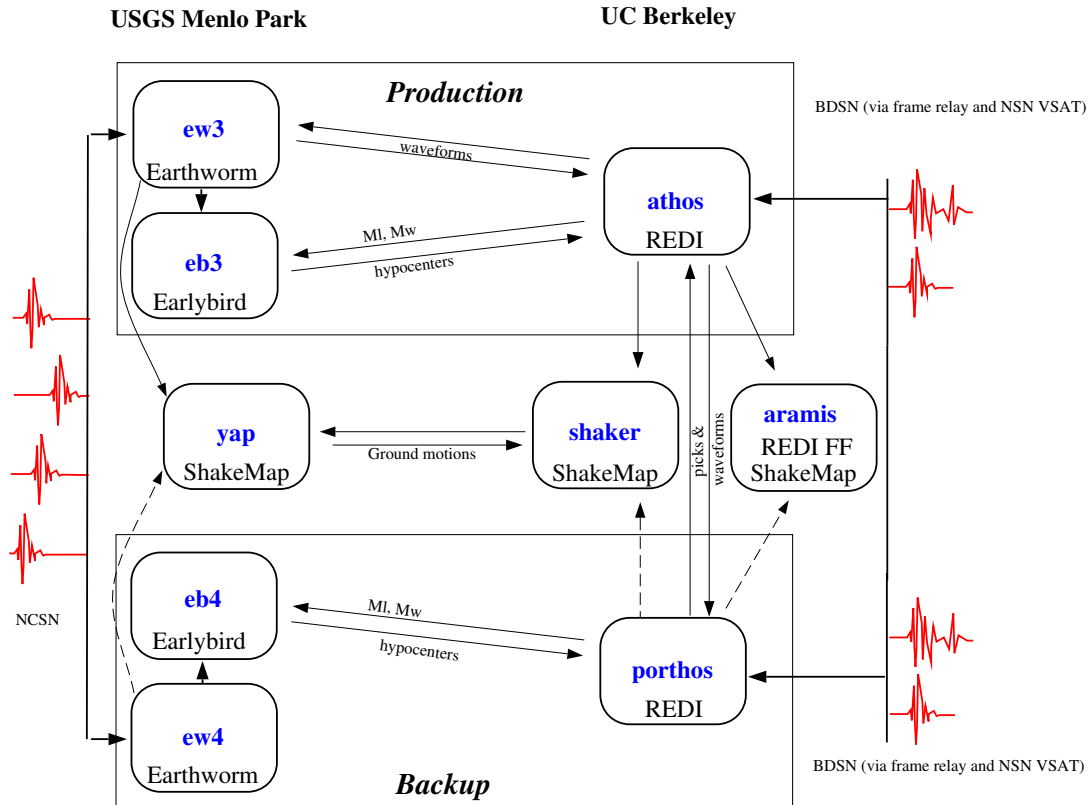 USGS Menlo Park
UC Berkeley
Production
BDSN (via frame relay and NSN VSAT)
ew3
Earthworm
waveforms
athos
REDI
eb3
Earlybird
Ml, Mw
hypocenters
yap
ShakeMap
Ground motions
shaker
ShakeMap
picks &
waveforms
aramis
REDI FF
ShakeMap
NCSN
eb4
Earlybird
Ml, Mw
hypocenters
porthos
REDI
ew4
Earthworm
BDSN (via frame relay and NSN VSAT)
Backup